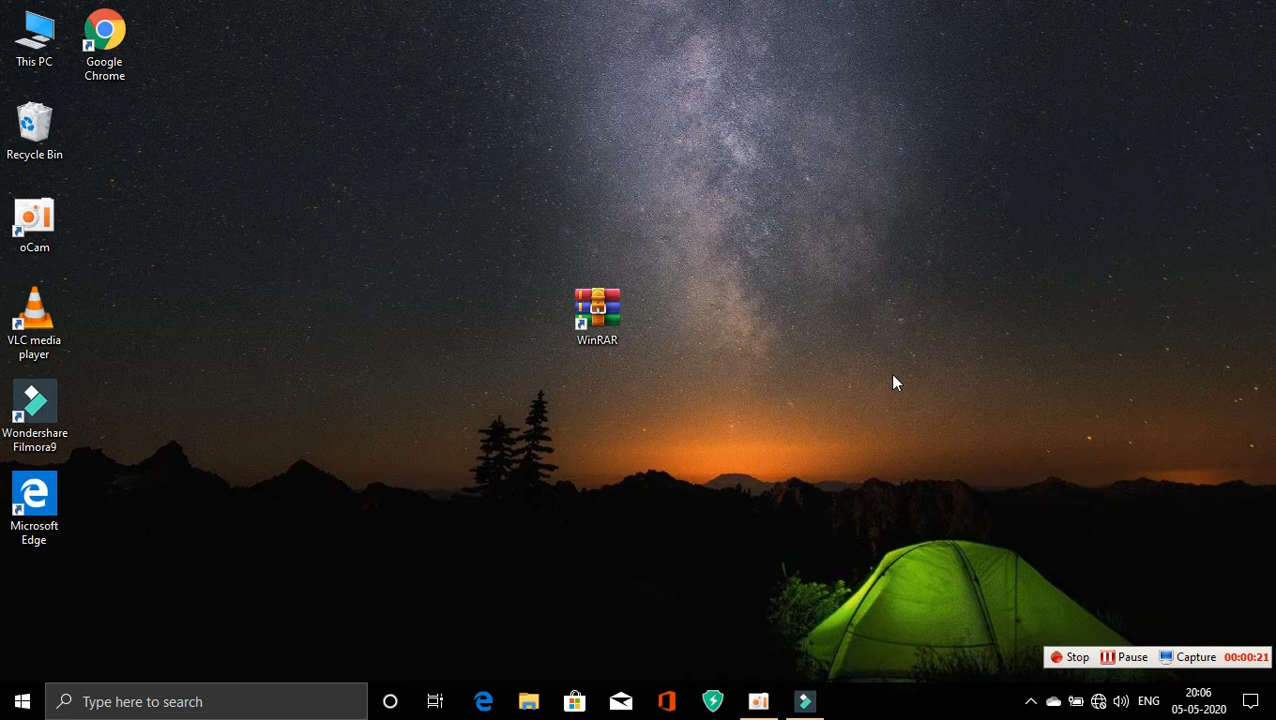 This PC
Google
Chrome
Recycle Bin
oCam
VLC media
player
Wondershare
Filmora9
Microsoft
Edge
WinRAR
Stop
Pause
Capture
00:00:21
Type here to search
ENG
20:06
05-05-2020